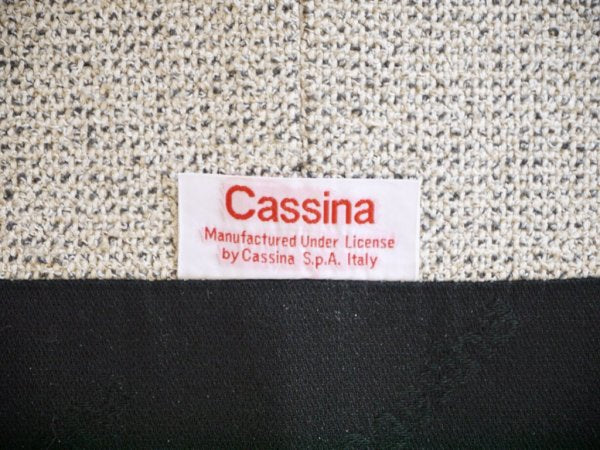 Cassina
Manufactured Under License
by Cassina S.p.A. Italy